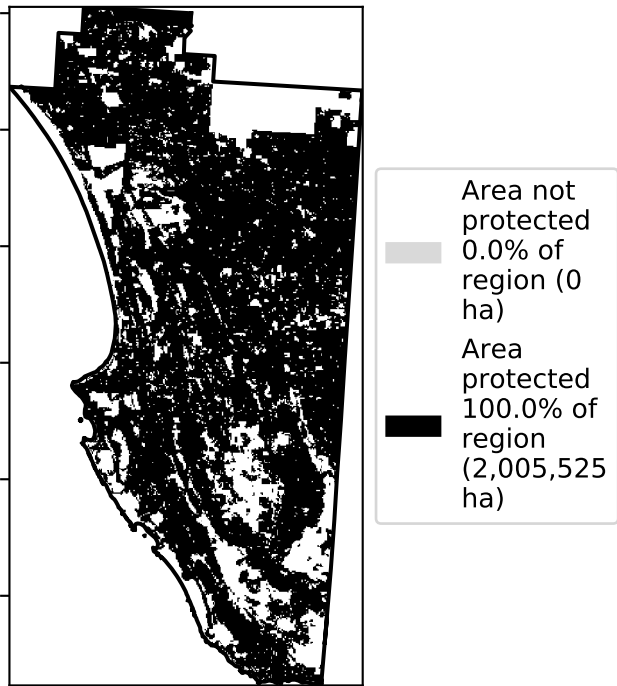 Area not
protected
0.0% of
region (0
ha)
Area
protected
100.0% of
region
(2,005,525
ha)